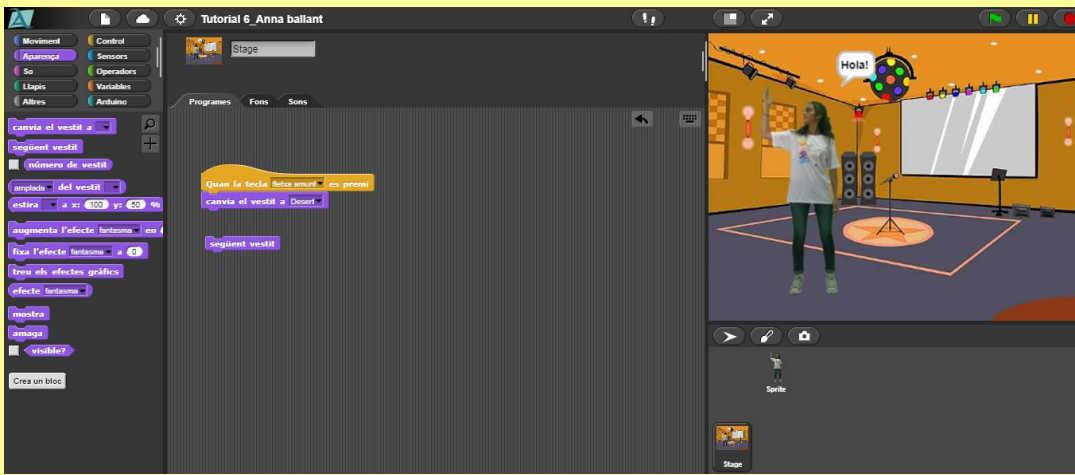 Tutorial 6_Anna ballant
Moviment
Control
Aparença
Sensors
So
Operadors
Llapis
Variables
Altres
Arduino
canvia el vestit a
següent vestit
número de vestit
amplada del vestit
estira a x: 100 y: 50 %
augmenta l'efecte fantasma en
fixa l'efecte fantasma a 0
treu els efectes gràfics
efecte fantasma
mostra
amaga
visible?
Crea un bloc
Stage
Programes Fons Sons
Quan la tecla fletxa amunt es premi
canvia el vestit a Desert
següent vestit
Hola!
Sprite
Stage